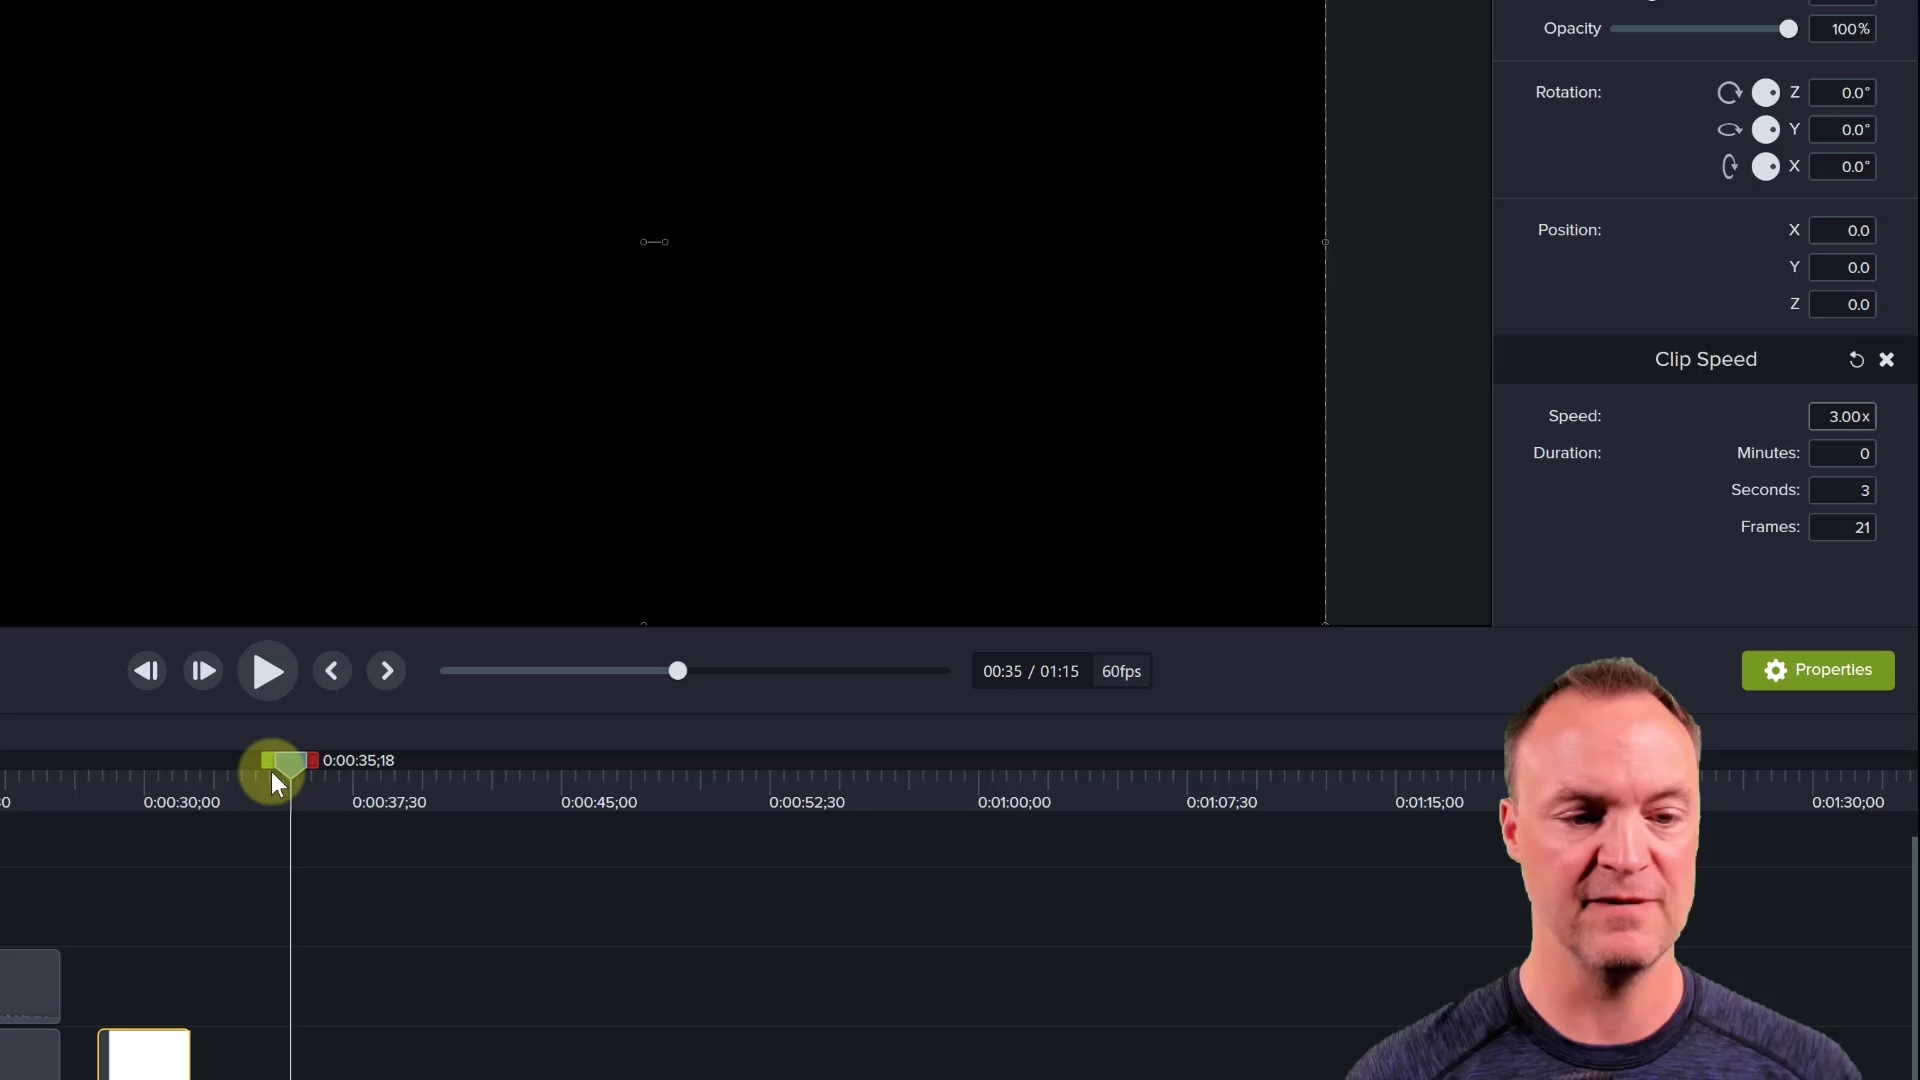 Opacity 100%
Rotation: Z 0.0°
Y 0.0°
X 0.0°
Position: X 0.0
Y 0.0
Z 0.0
Clip Speed
Speed: 3.00x
Duration: Minutes: 0
Seconds: 3
Frames: 21
00:35 / 01:15 60fps
Properties
0:00:35;18
0:00:30;00 0:00:37;30 0:00:45;00 0:00:52;30 0:01:00;00 0:01:07;30 0:01:15;00 0:01:30;00